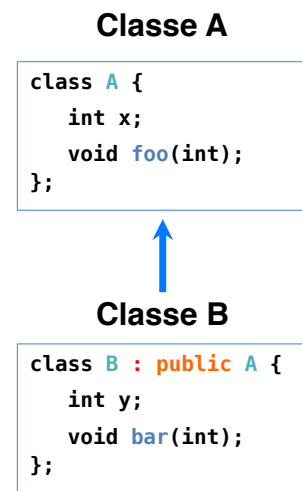 Classe A
class A {
int x;
void foo(int);
};
Classe B
class B : public A {
int y;
void bar(int);
};